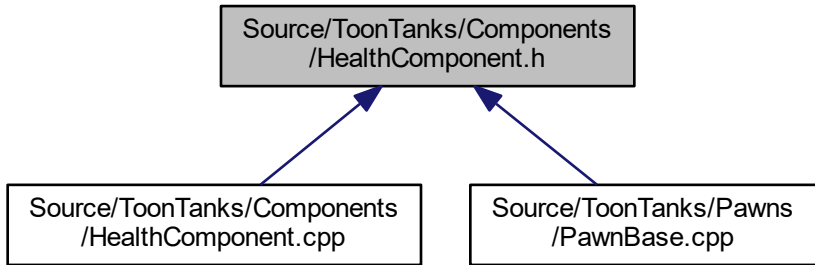 Source/ToonTanks/Components
/HealthComponent.h
Source/ToonTanks/Components
/HealthComponent.cpp
Source/ToonTanks/Pawns
/PawnBase.cpp